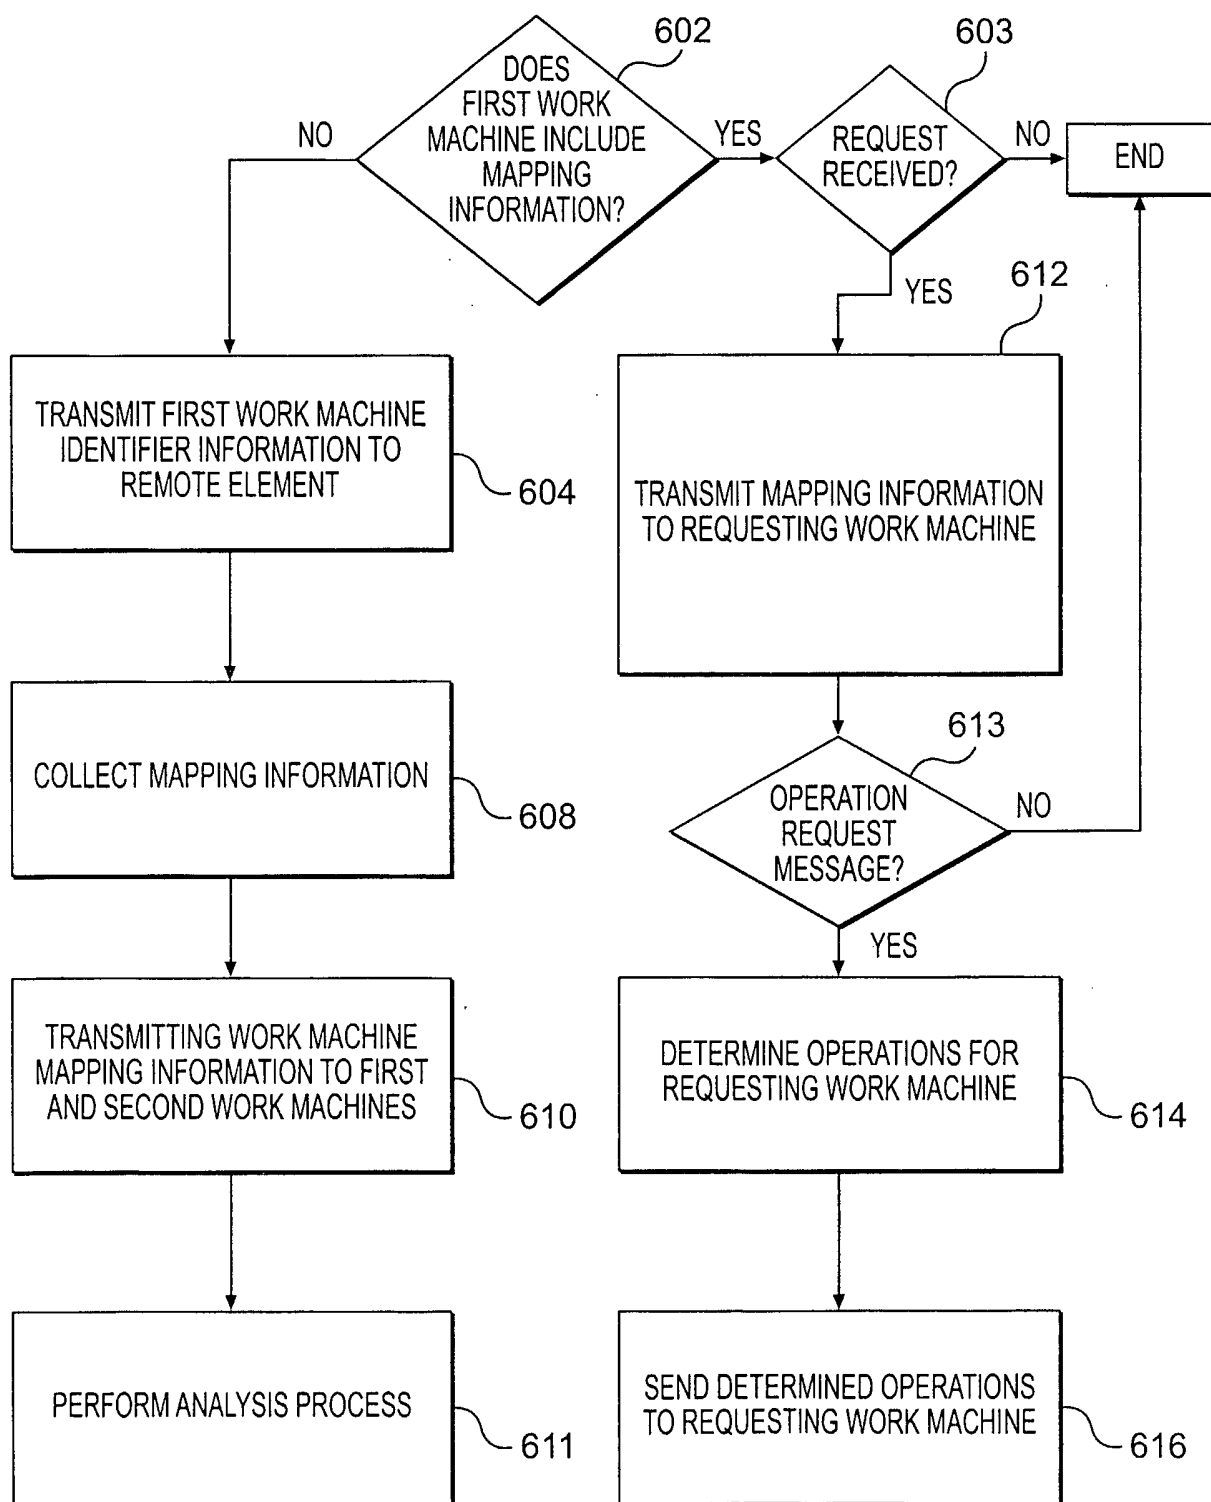 602
DOES
FIRST WORK
MACHINE INCLUDE
MAPPING
INFORMATION?
NO
YES
603
REQUEST
RECEIVED?
NO
END
YES
612
TRANSMIT FIRST WORK MACHINE
IDENTIFIER INFORMATION TO
REMOTE ELEMENT
604
TRANSMIT MAPPING INFORMATION
TO REQUESTING WORK MACHINE
COLLECT MAPPING INFORMATION
608
613
OPERATION
REQUEST
MESSAGE?
NO
YES
TRANSMITTING WORK MACHINE
MAPPING INFORMATION TO FIRST
AND SECOND WORK MACHINES
610
DETERMINE OPERATIONS FOR
REQUESTING WORK MACHINE
614
PERFORM ANALYSIS PROCESS
611
SEND DETERMINED OPERATIONS
TO REQUESTING WORK MACHINE
616